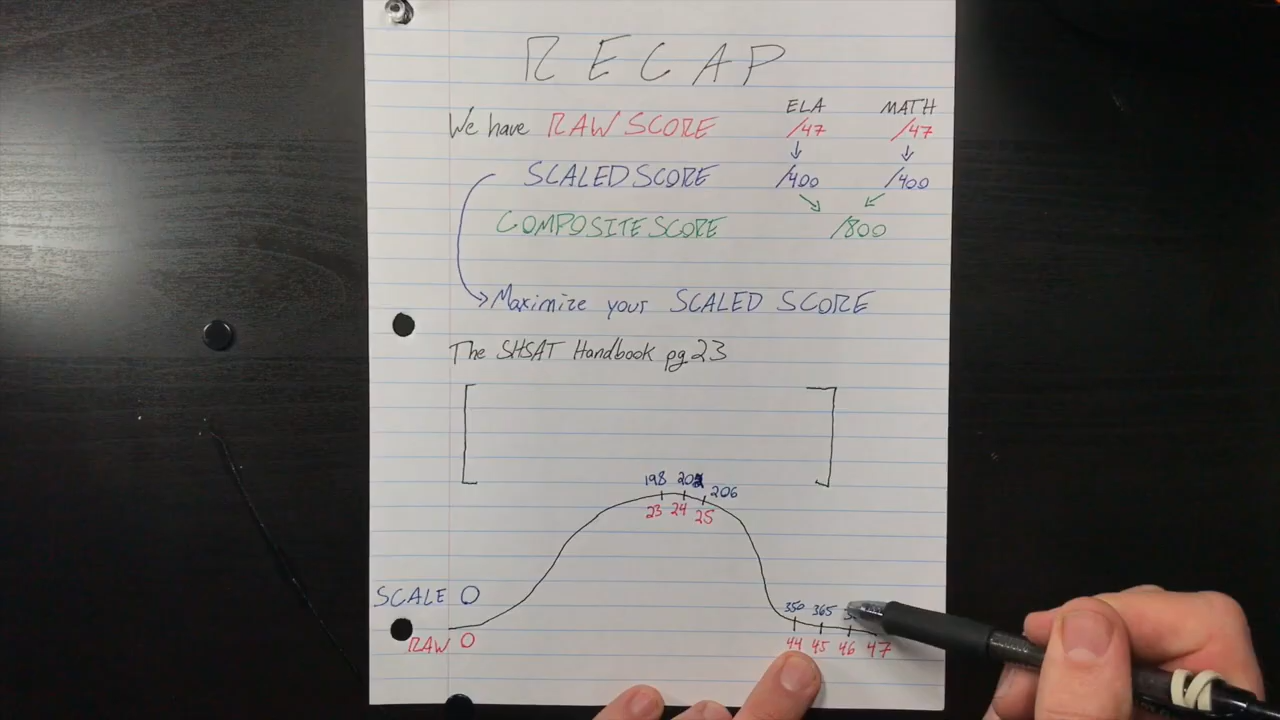 RECAP
ELA MATH
We have RAW SCORE /47 /47
SCALED SCORE /400 /400
COMPOSITE SCORE /800
Maximize your SCALED SCORE
The SHSAT Handbook pg 23
198 202 206
23 24 25
SCALE 0
350 365
RAW 0
44 45 46 47